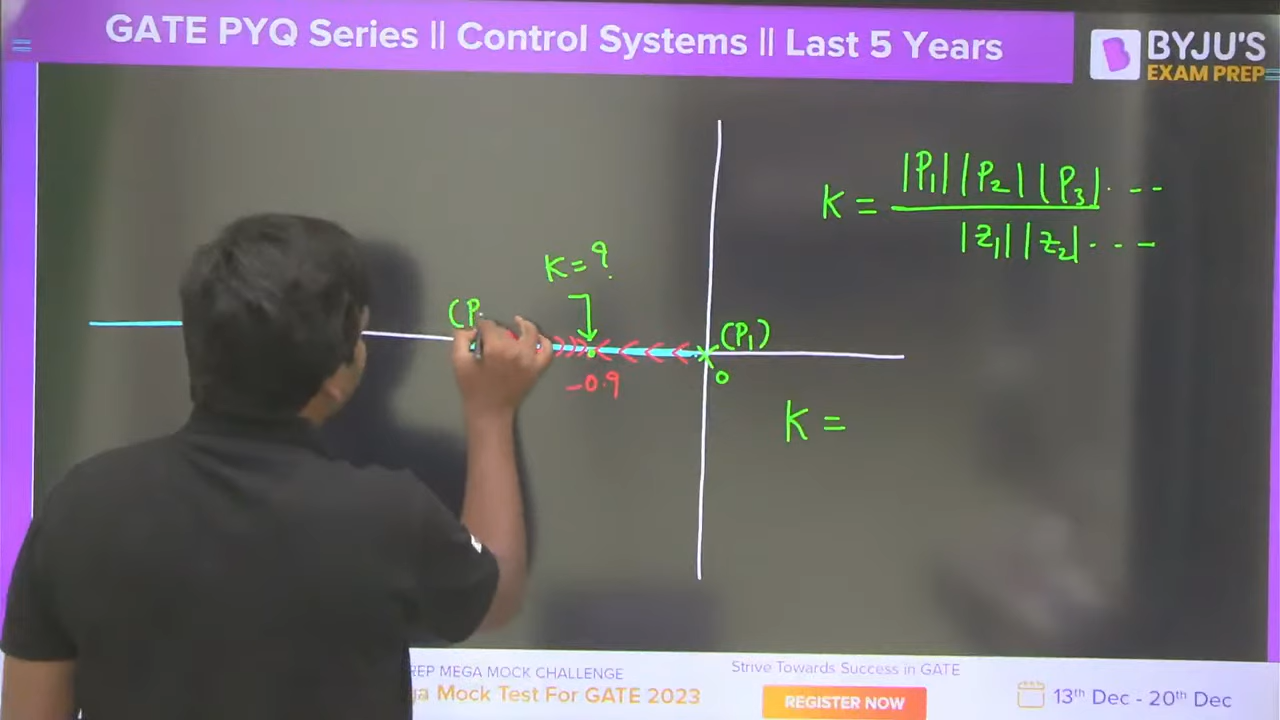 GATE PYQ Series || Control Systems || Last 5 Years
BYJU'S
EXAM PREP
K = |P1| |P2| |P3| ...
|z1| |z2| ...
K = ?
(P
(P1)
-0.9
0
K =
REP MEGA MOCK CHALLENGE
Mock Test For GATE 2023
Strive Towards Success in GATE
REGISTER NOW
13th Dec - 20th Dec